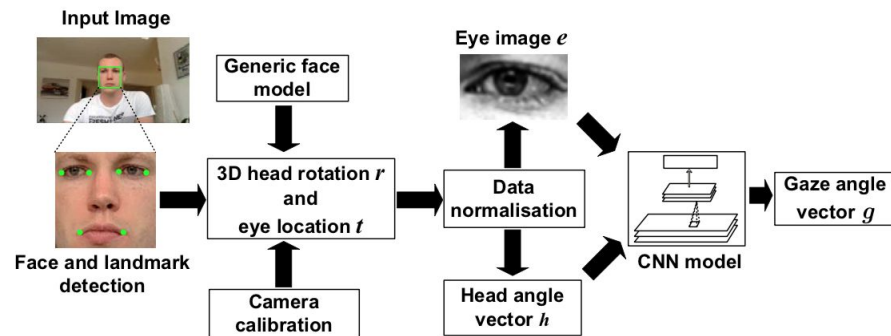 Input Image
Generic face
model
Eye image e
3D head rotation r
and
eye location t
Data
normalisation
Gaze angle
vector g
CNN model
Face and landmark
detection
Camera
calibration
Head angle
vector h